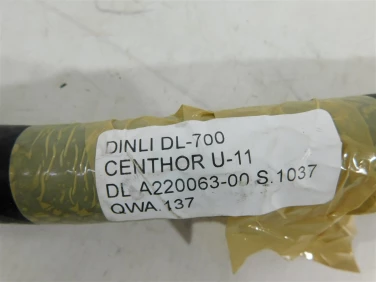 DINLI DL-700
CENTHOR U-11
DL A220063-00 S.1037
QWA.137